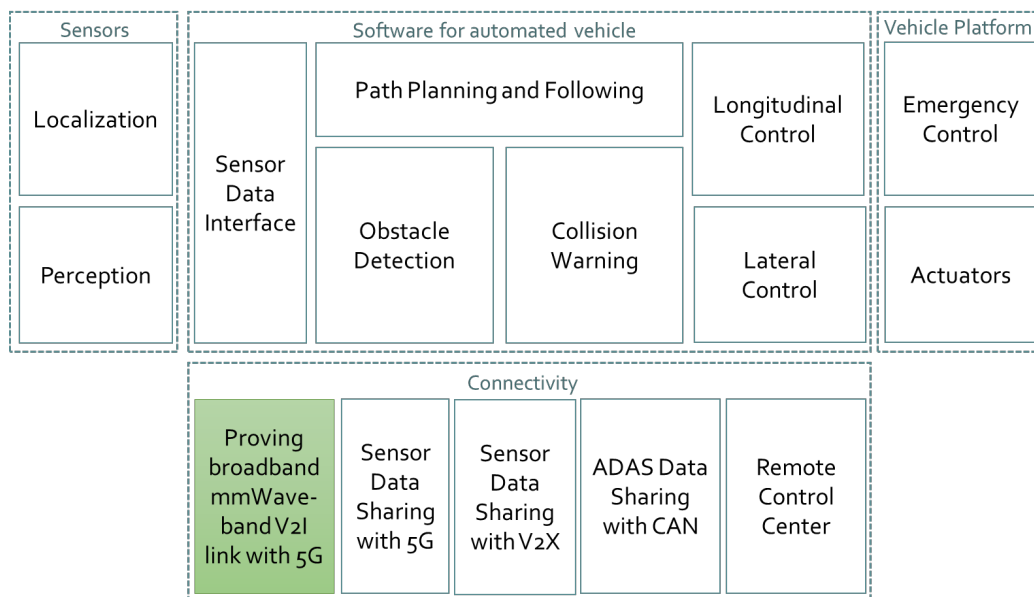 Sensors
Localization
Perception
Software for automated vehicle
Sensor
Data
Interface
Path Planning and Following
Obstacle
Detection
Collision
Warning
Longitudinal
Control
Lateral
Control
Vehicle Platform
Emergency
Control
Actuators
Connectivity
Proving
broadband
mmWave-
band V2I
link with 5G
Sensor
Data
Sharing
with 5G
Sensor
Data
Sharing
with V2X
ADAS Data
Sharing
with CAN
Remote
Control
Center